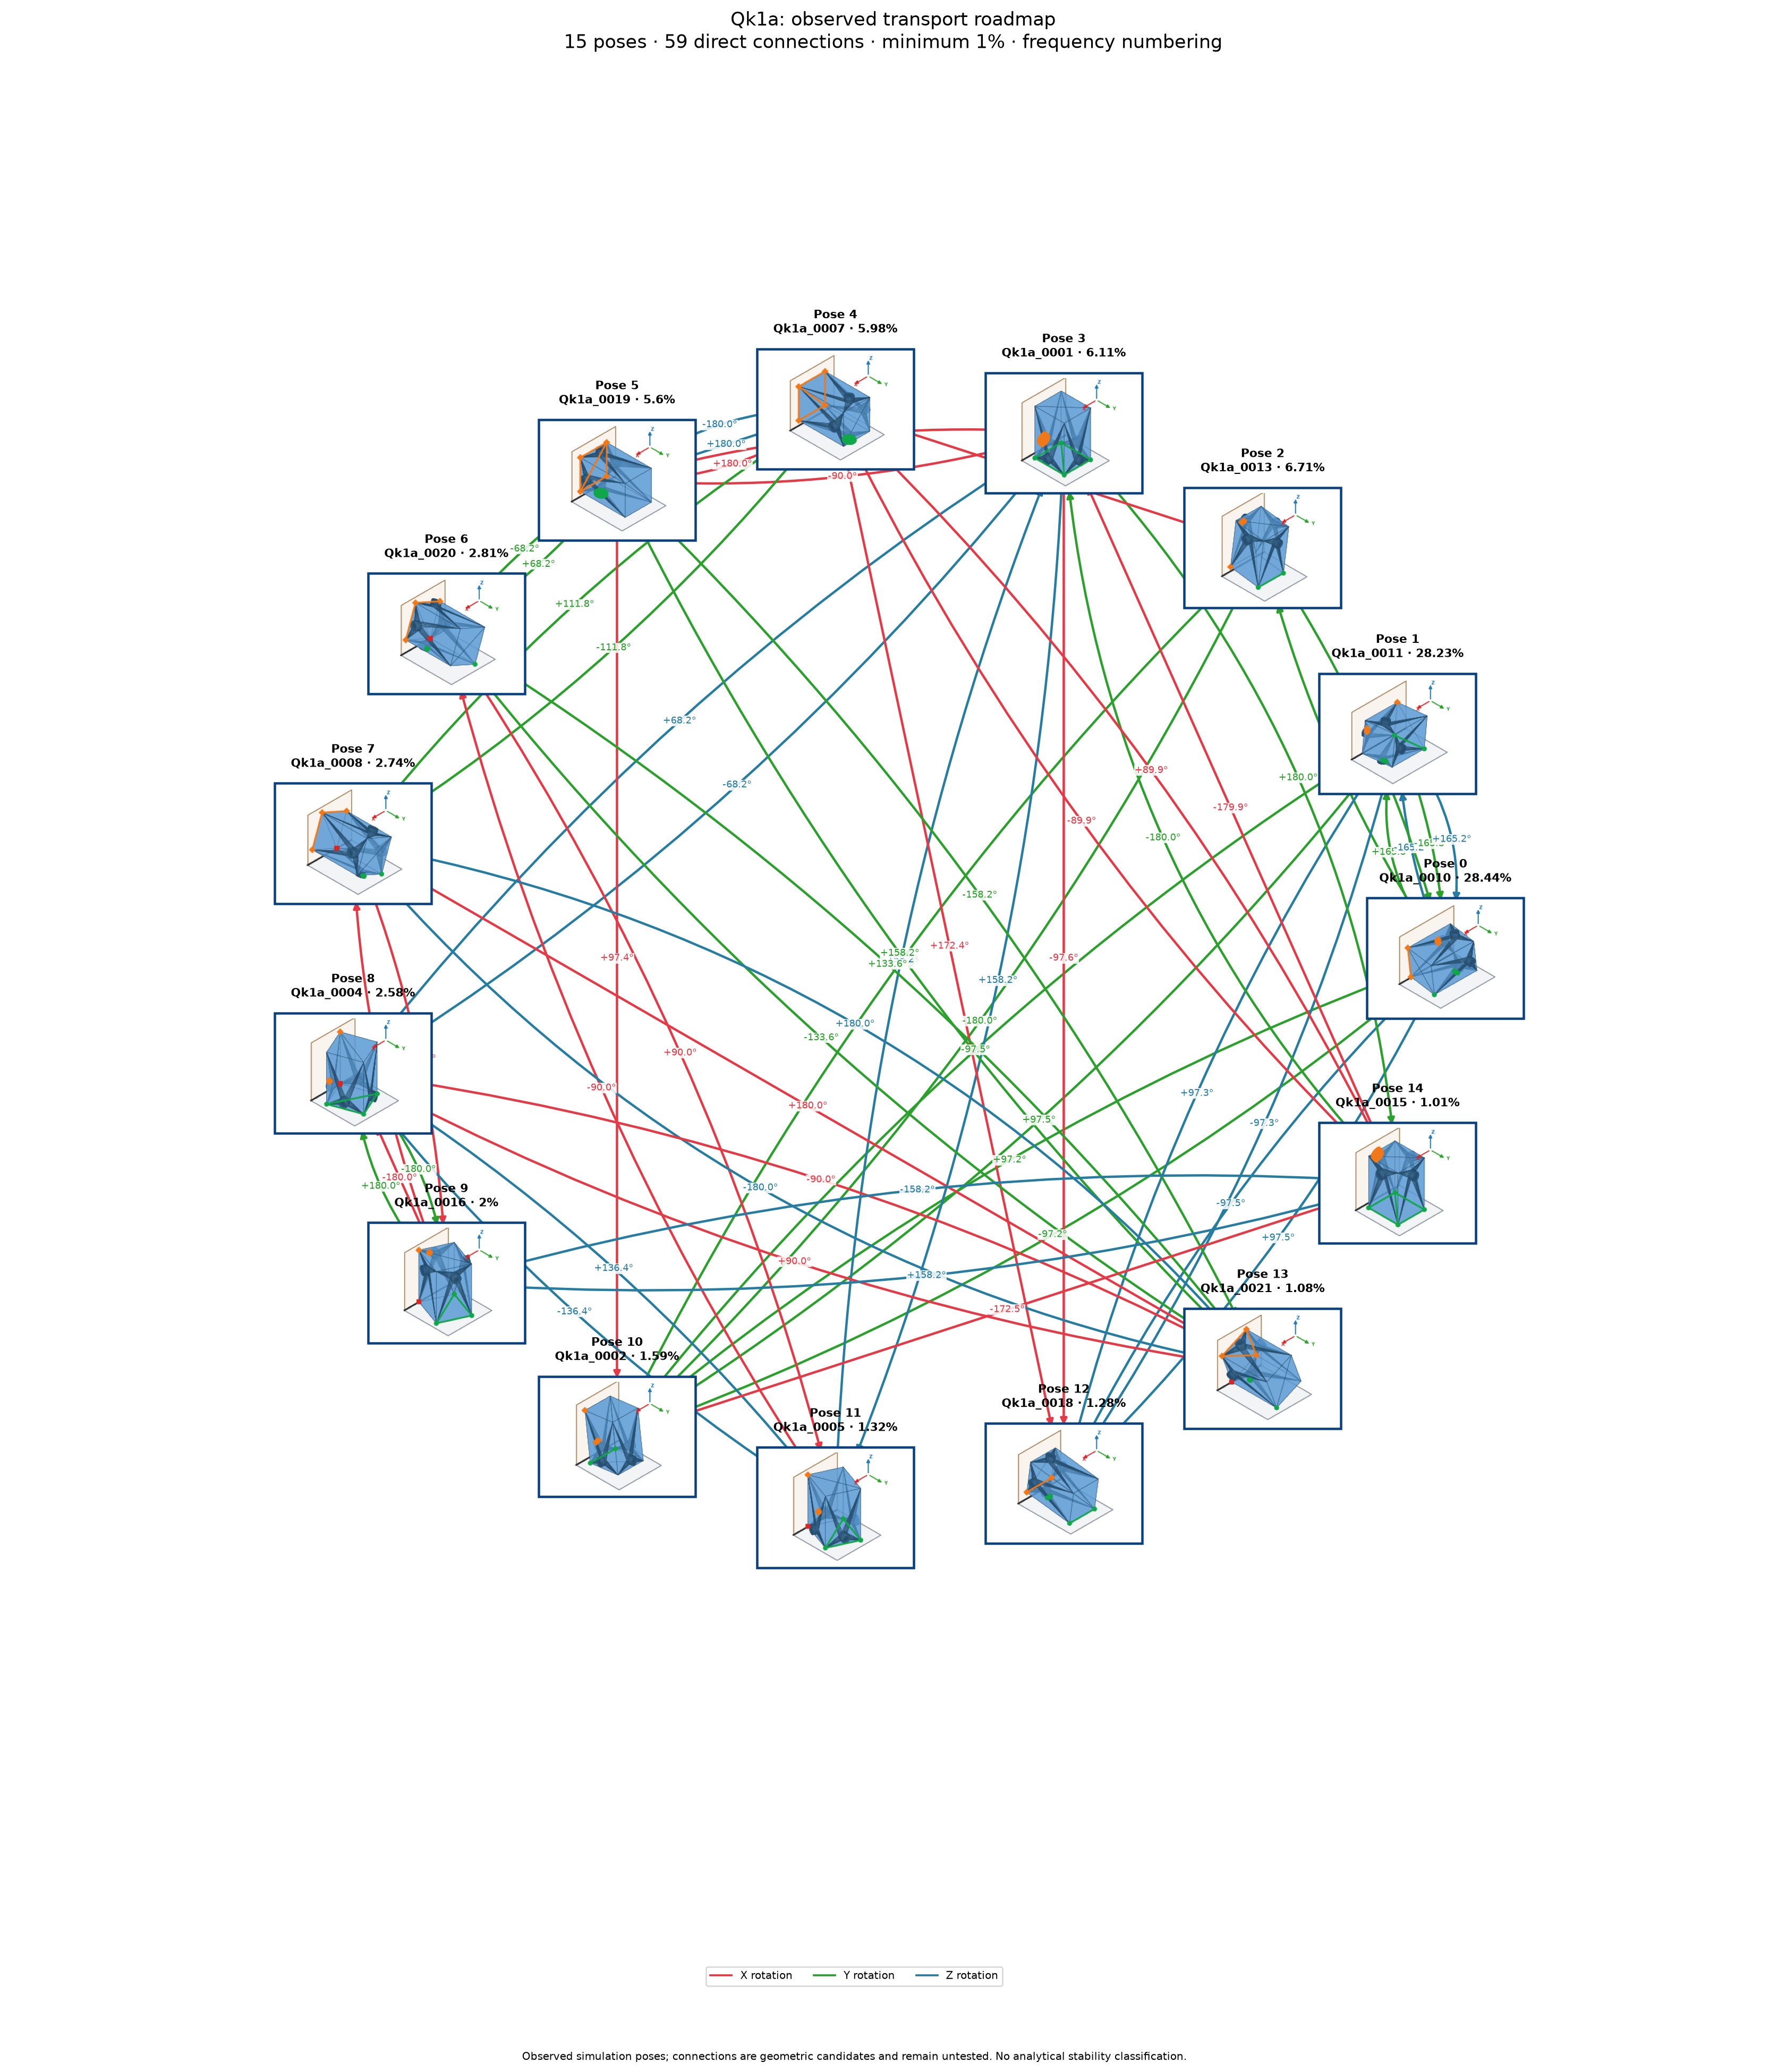 Qk1a: observed transport roadmap
15 poses · 59 direct connections · minimum 1% · frequency numbering
Pose 4
Qk1a_0007 · 5.98%
Pose 3
Qk1a_0001 · 6.11%
Pose 5
Qk1a_0019 · 5.6%
Pose 2
Qk1a_0013 · 6.71%
Pose 6
Qk1a_0020 · 2.81%
Pose 1
Qk1a_0011 · 28.23%
Pose 7
Qk1a_0008 · 2.74%
Pose 0
Qk1a_0010 · 28.44%
Pose 8
Qk1a_0004 · 2.58%
Pose 14
Qk1a_0015 · 1.01%
Pose 9
Qk1a_0016 · 2%
Pose 13
Qk1a_0021 · 1.08%
Pose 10
Qk1a_0002 · 1.59%
Pose 11
Qk1a_0005 · 1.32%
Pose 12
Qk1a_0018 · 1.28%
-180.0°
+180.0°
+180.0°
-90.0°
-68.2°
+68.2°
+111.8°
-111.8°
+68.2°
-68.2°
+89.9°
-89.9°
-179.9°
+180.0°
-180.0°
+165.2°
-158.2°
+172.4°
+158.2°
+133.6°
+97.4°
-97.6°
+158.2°
-180.0°
+180.0°
-133.6°
-97.5°
+90.0°
-90.0°
+97.3°
-97.3°
+180.0°
+97.5°
+97.2°
-180.0°
-180.0°
+180.0°
-90.0°
-180.0°
-158.2°
-97.5°
-97.2°
+97.5°
+90.0°
+136.4°
+158.2°
-136.4°
-172.5°
X rotation
Y rotation
Z rotation
Observed simulation poses; connections are geometric candidates and remain untested. No analytical stability classification.